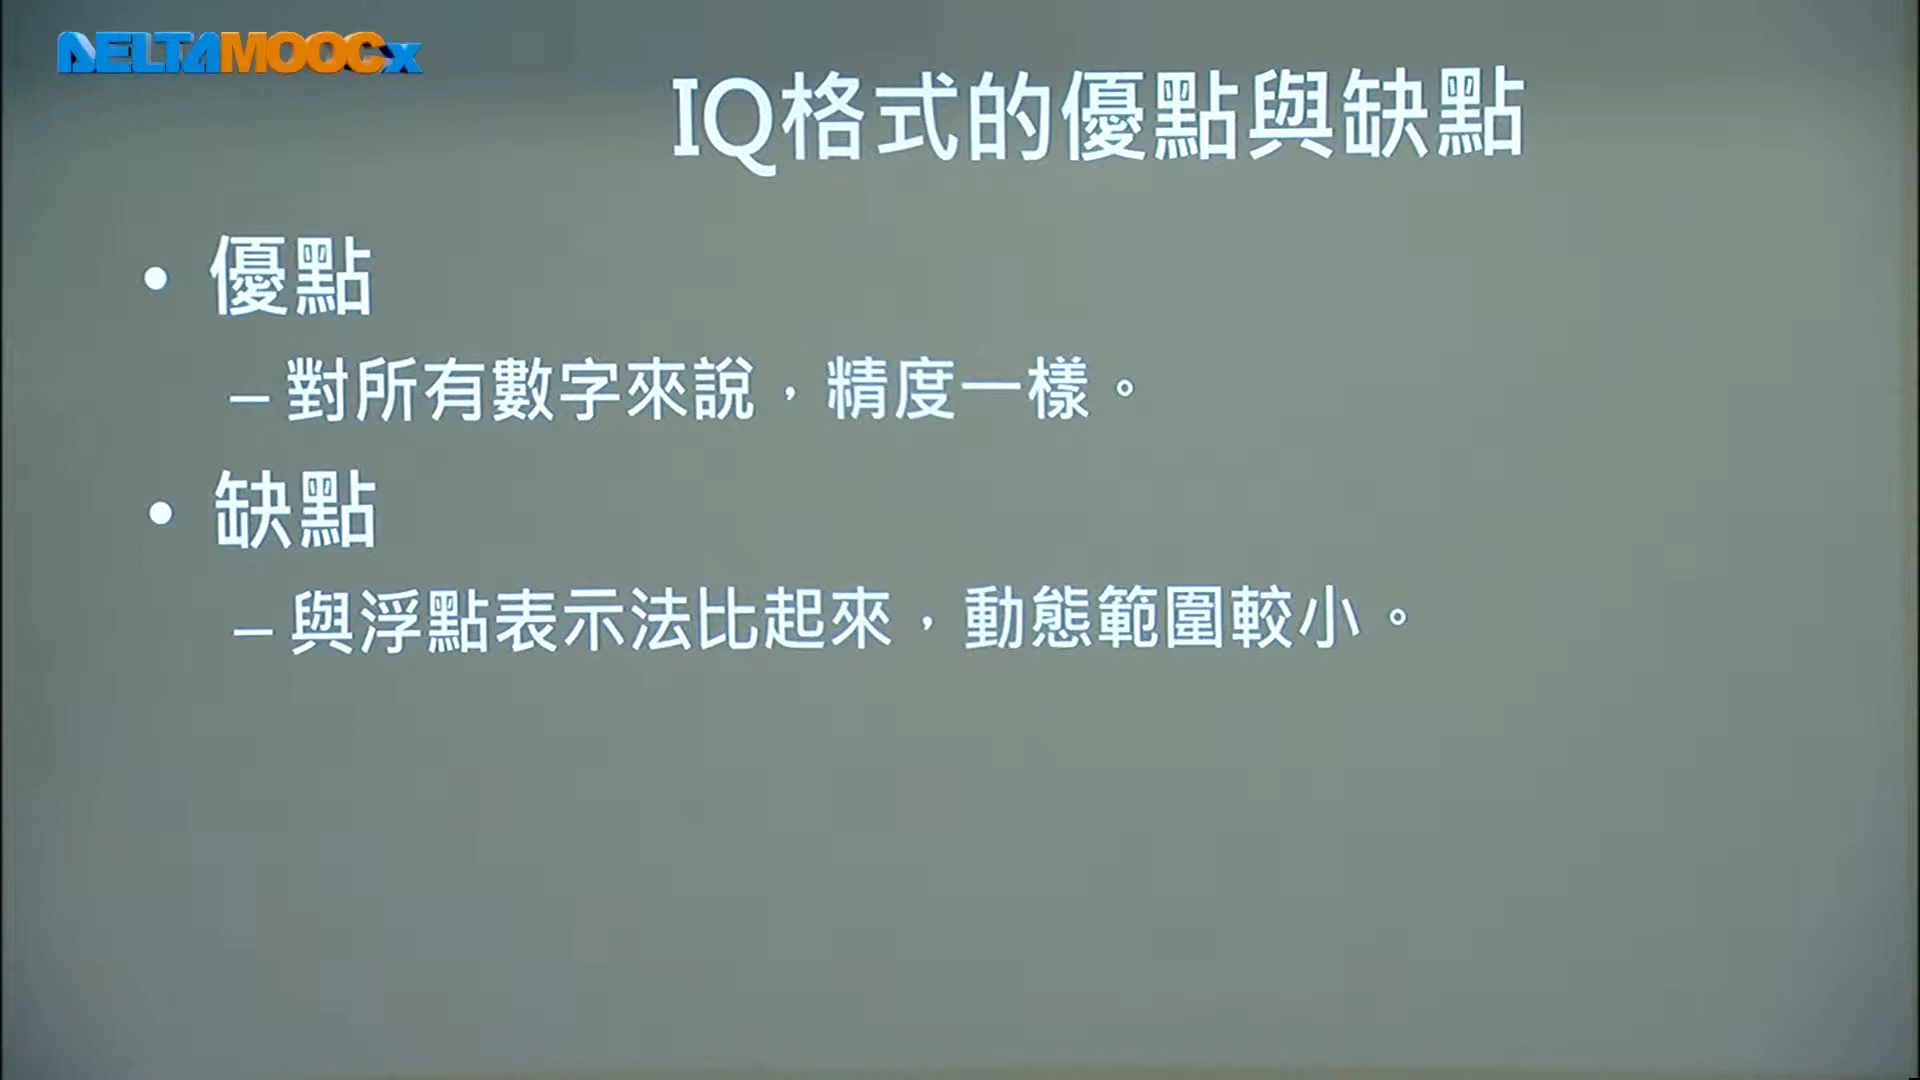 DELTAMOOCx
IQ格式的優點與缺點
• 優點
– 對所有數字來說，精度一樣。
• 缺點
– 與浮點表示法比起來，動態範圍較小。